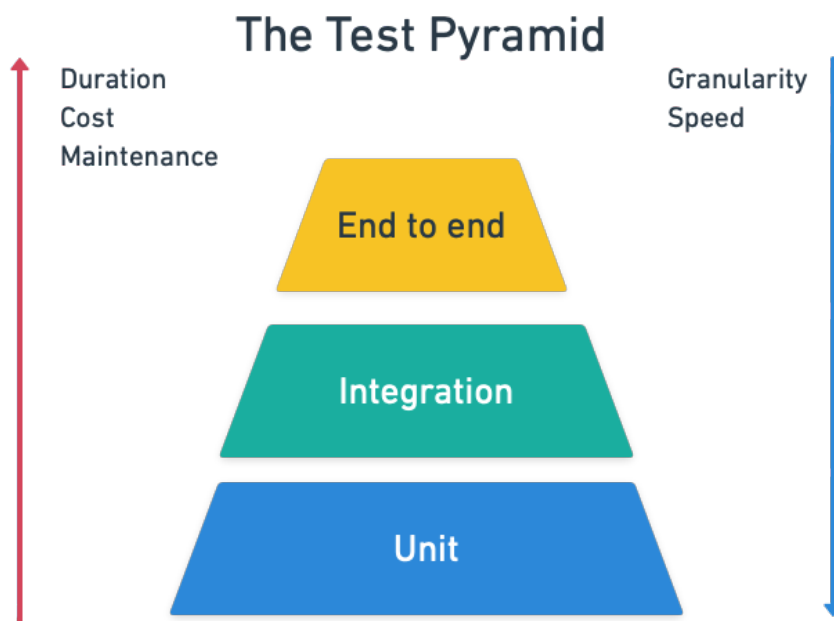 The Test Pyramid
Duration
Cost
Maintenance
Granularity
Speed
End to end
Integration
Unit